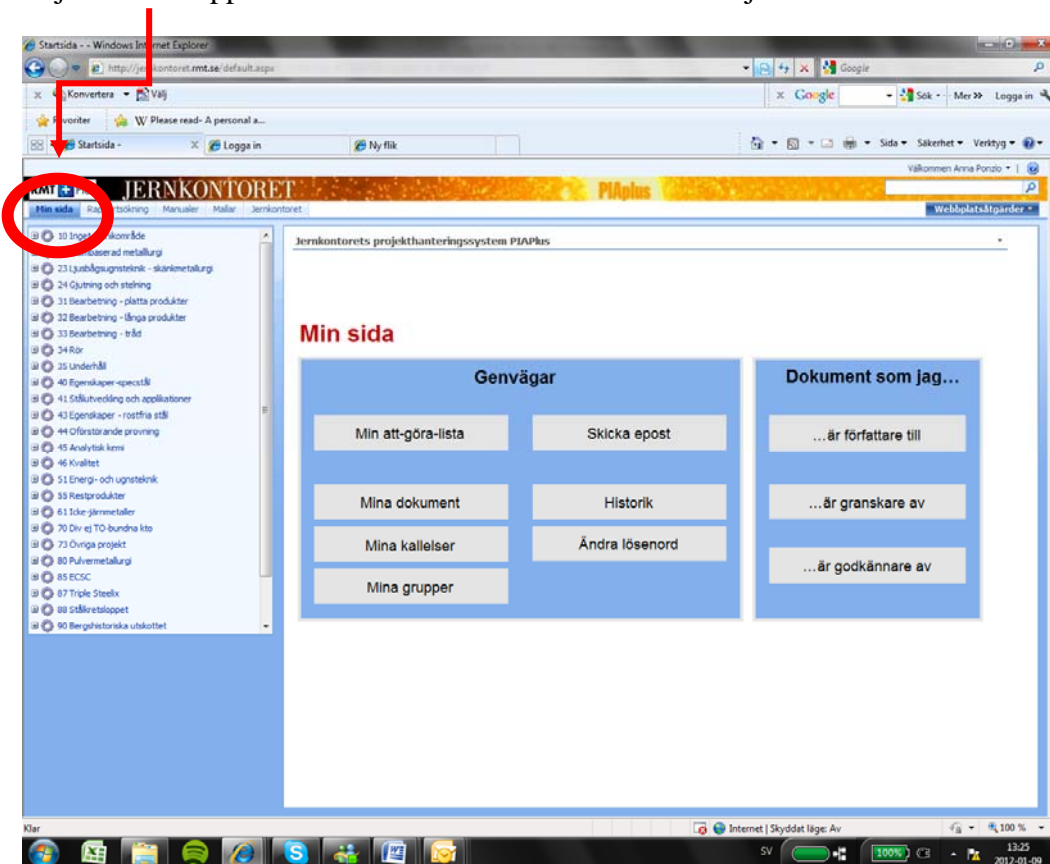 Startsida - - Windows Internet Explorer
http://jernkontoret.rmt.se/default.aspx
Google
Konvertera Välj
Google Sök Mer >> Logga in
Favoriter Please read- A personal a...
Startsida - Logga in Ny flik Sida Säkerhet Verktyg
Välkommen Anna Ponzio
RMT JERNKONTORET PIAplus
Min sida Rapportsökning Manualer Mallar Jernkontoret Webbplatsåtgärder
10 Inget
Jernkontorets projekthanteringssystem PIAPlus
metallurgi
23 Ljusbågsugnsteknik - skänkmetallurgi
24 Gjutning och stelning
31 Bearbetning - platta produkter
32 Bearbetning - långa produkter
33 Bearbetning - tråd
34 Rör
35 Underhåll
40 Egenskaper-specstål
41 Stålutveckling och applikationer
43 Egenskaper - rostfria stål
44 Oförstörande provning
45 Analytisk kemi
46 Kvalitet
51 Energi- och ugnsteknik
55 Restprodukter
61 Icke-järnmetaller
70 Div ej TO-bundna kto
73 Övriga projekt
80 Pulvermetallurgi
85 ECSC
87 Triple Steelix
88 Stålkretsloppet
90 Bergshistoriska utskottet
Min sida
Genvägar
Min att-göra-lista Skicka epost
Mina dokument Historik
Mina kallelser Ändra lösenord
Mina grupper
Dokument som jag...
...är författare till
...är granskare av
...är godkännare av
Klar Internet | Skyddat läge: Av 100 %
SV 100% 13:25
2012-01-09